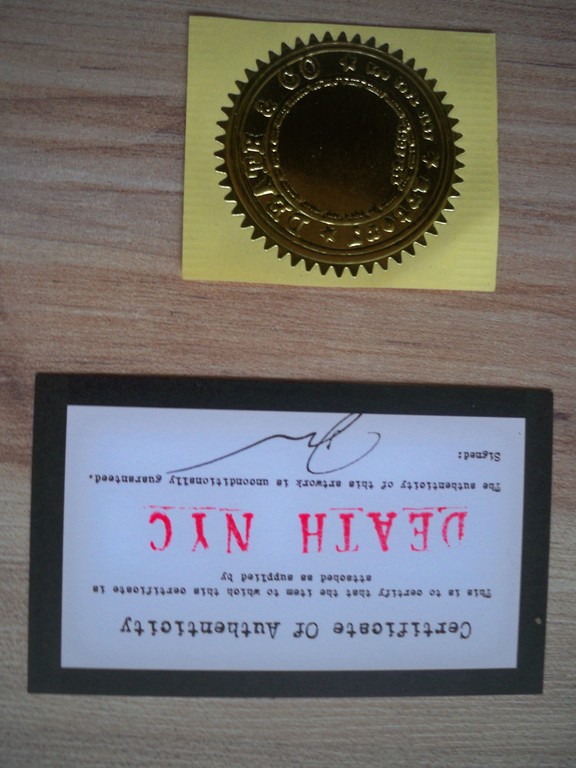 DEATH & CO
Certificate Of Authenticity
This is to certify that the item to which this certificate is
attached as supplied by
DEATH NYC
The authenticity of this artwork is unconditionally guaranteed.
Signed: